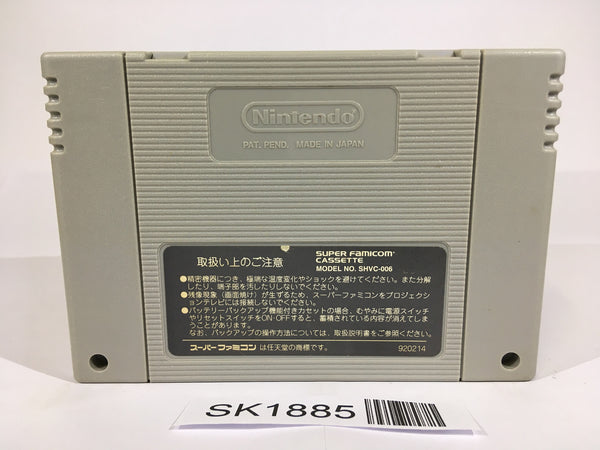 Nintendo
PAT. PEND. MADE IN JAPAN
取扱い上のご注意
SUPER FAMICOM
CASSETTE
MODEL NO. SHVC-006
●精密機器につき、極端な温度変化やショックを避けてください。また分解
したり、端子部を汚したりしないでください。
●残像現象(画面焼け)が生ずるため、スーパーファミコンをプロジェクシ
ョンテレビには接続しないでください。
●バッテリーバックアップ機能付きカセットの場合、むやみに電源スイッチ
やリセットスイッチをON-OFFすると、蓄積されている内容が消えてしま
うことがあります。
なお、バックアップの操作方法については、取扱説明書をご参照ください。
スーパーファミコン は任天堂の商標です。
920214
SK1885